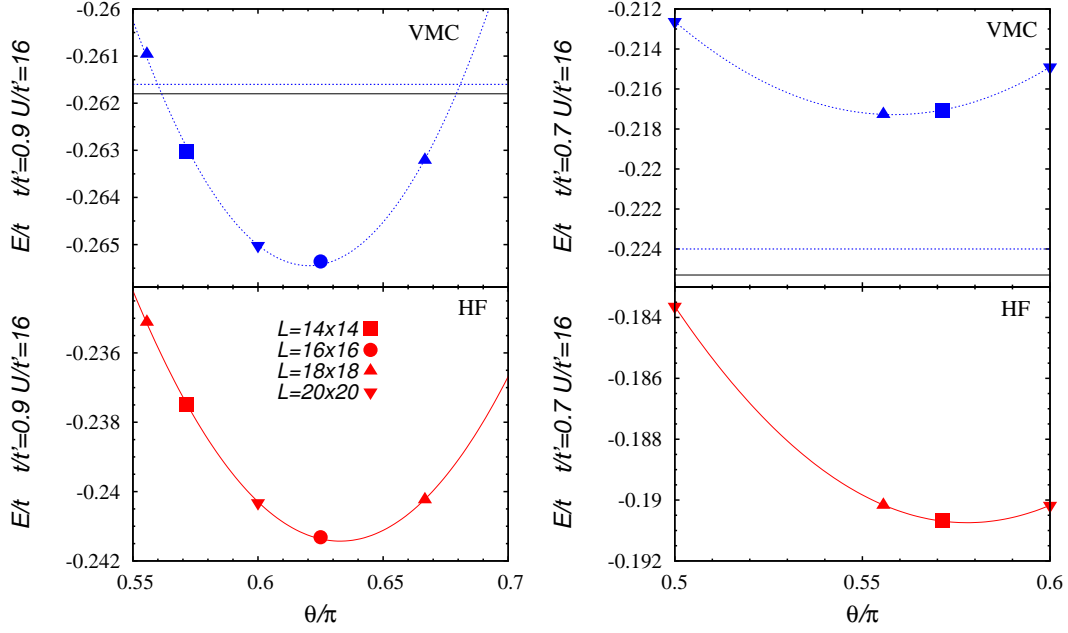 VMC
-0.26
-0.261
-0.262
-0.263
-0.264
-0.265
E/t t/t'=0.9 U/t'=16
HF
-0.236
-0.238
-0.24
-0.242
E/t t/t'=0.9 U/t'=16
L=14x14
L=16x16
L=18x18
L=20x20
0.55 0.6 0.65 0.7
θ/π
VMC
-0.212
-0.214
-0.216
-0.218
-0.22
-0.222
-0.224
E/t t/t'=0.7 U/t'=16
HF
-0.184
-0.186
-0.188
-0.19
-0.192
E/t t/t'=0.7 U/t'=16
0.5 0.55 0.6
θ/π